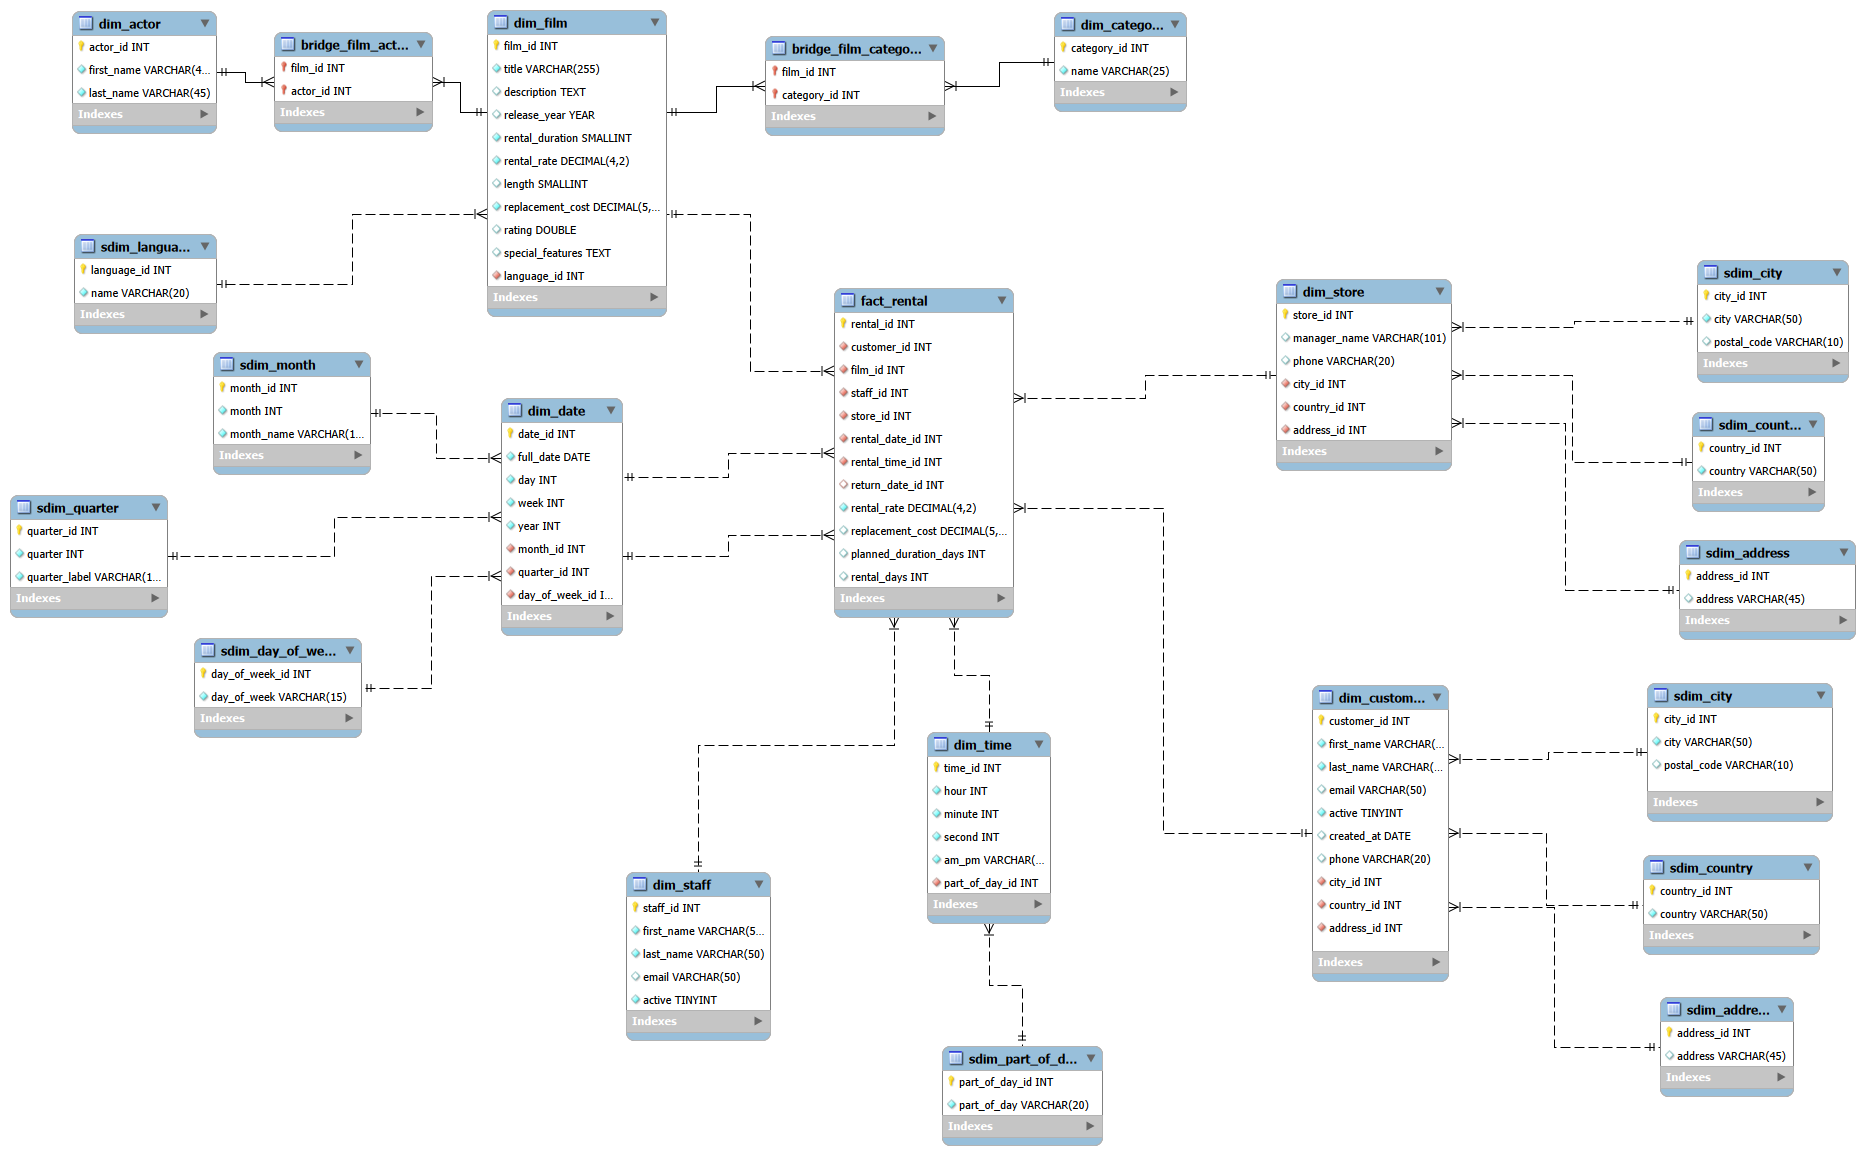 dim_actor
actor_id INT
first_name VARCHAR(4...
last_name VARCHAR(45)
Indexes
bridge_film_act...
film_id INT
actor_id INT
Indexes
dim_film
film_id INT
title VARCHAR(255)
description TEXT
release_year YEAR
rental_duration SMALLINT
rental_rate DECIMAL(4,2)
length SMALLINT
replacement_cost DECIMAL(5,...
rating DOUBLE
special_features TEXT
language_id INT
Indexes
bridge_film_catego...
film_id INT
category_id INT
Indexes
dim_catego...
category_id INT
name VARCHAR(25)
Indexes
sdim_langua...
language_id INT
name VARCHAR(20)
Indexes
sdim_month
month_id INT
month INT
month_name VARCHAR(1...
Indexes
sdim_quarter
quarter_id INT
quarter INT
quarter_label VARCHAR(1...
Indexes
sdim_day_of_we...
day_of_week_id INT
day_of_week VARCHAR(15)
Indexes
dim_date
date_id INT
full_date DATE
day INT
week INT
year INT
month_id INT
quarter_id INT
day_of_week_id I...
Indexes
fact_rental
rental_id INT
customer_id INT
film_id INT
staff_id INT
store_id INT
rental_date_id INT
rental_time_id INT
return_date_id INT
rental_rate DECIMAL(4,2)
replacement_cost DECIMAL(5,...
planned_duration_days INT
rental_days INT
Indexes
dim_store
store_id INT
manager_name VARCHAR(101)
phone VARCHAR(20)
city_id INT
country_id INT
address_id INT
Indexes
sdim_city
city_id INT
city VARCHAR(50)
postal_code VARCHAR(10)
Indexes
sdim_count...
country_id INT
country VARCHAR(50)
Indexes
sdim_address
address_id INT
address VARCHAR(45)
Indexes
dim_staff
staff_id INT
first_name VARCHAR(5...
last_name VARCHAR(50)
email VARCHAR(50)
active TINYINT
Indexes
dim_time
time_id INT
hour INT
minute INT
second INT
am_pm VARCHAR(...
part_of_day_id INT
Indexes
sdim_part_of_d...
part_of_day_id INT
part_of_day VARCHAR(20)
Indexes
dim_custom...
customer_id INT
first_name VARCHAR(...
last_name VARCHAR(...
email VARCHAR(50)
active TINYINT
created_at DATE
phone VARCHAR(20)
city_id INT
country_id INT
address_id INT
Indexes
sdim_city
city_id INT
city VARCHAR(50)
postal_code VARCHAR(10)
Indexes
sdim_country
country_id INT
country VARCHAR(50)
Indexes
sdim_addre...
address_id INT
address VARCHAR(45)
Indexes